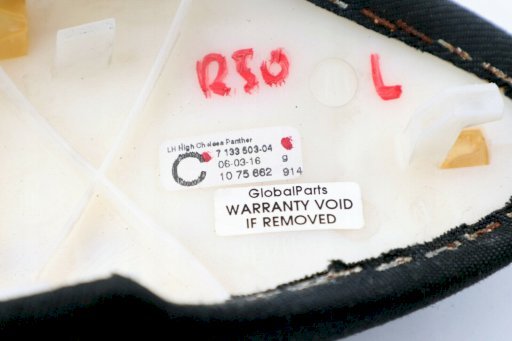 R50 L
LH High Chelsea Panther
7 133 503-04
06-03-16 g
10 75 662 914
GlobalParts
WARRANTY VOID
IF REMOVED